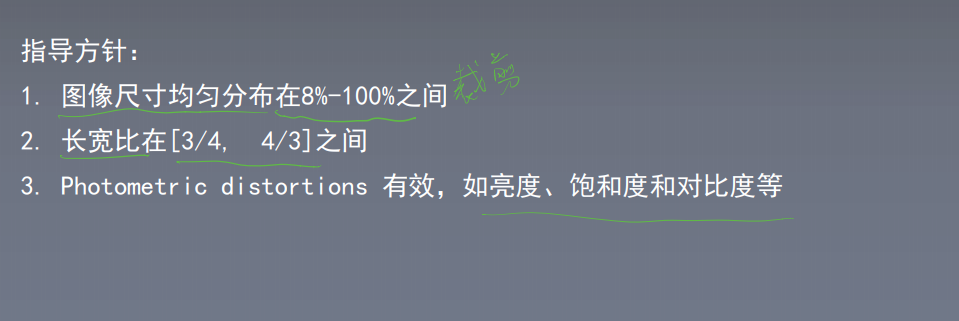 指导方针:
1. 图像尺寸均匀分布在8%-100%之间 裁剪
2. 长宽比在[3/4, 4/3]之间
3. Photometric distortions 有效, 如亮度、饱和度和对比度等